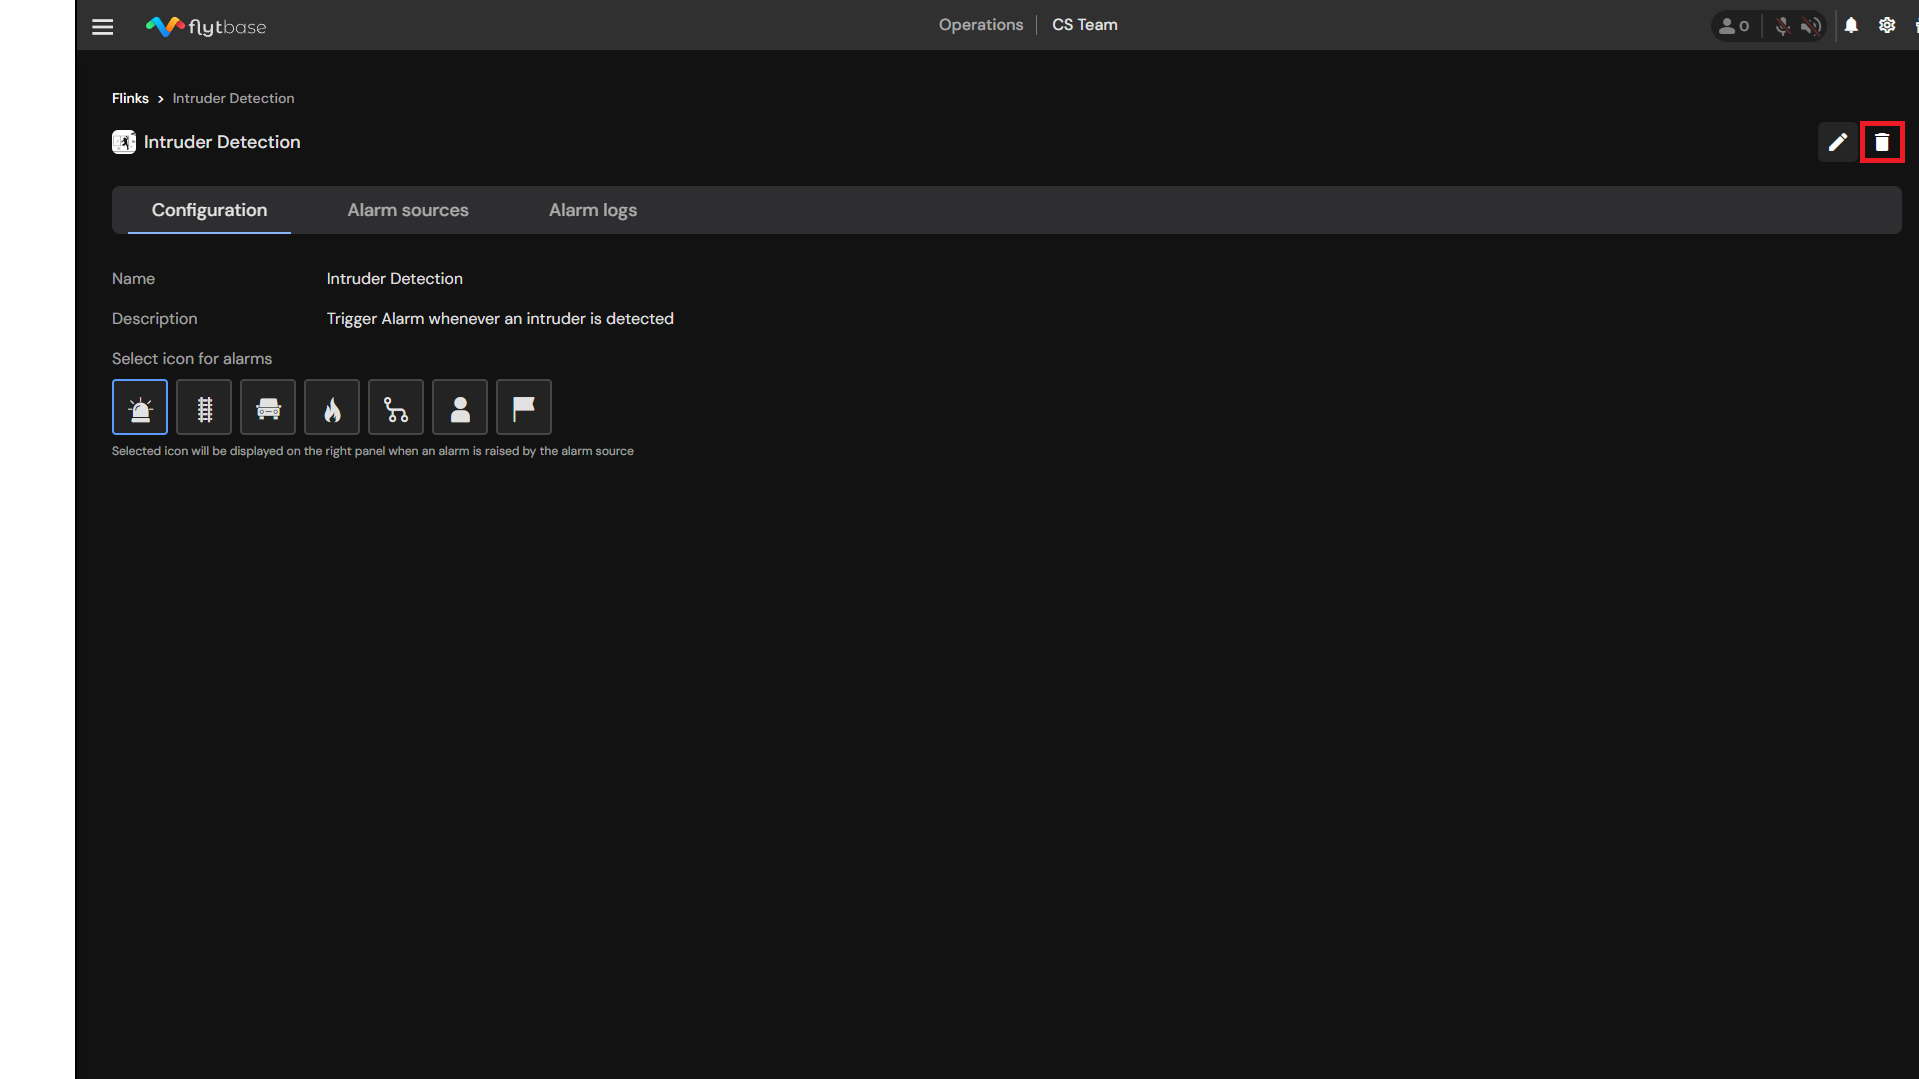 flytbase
Operations CS Team
0
Flinks > Intruder Detection
Intruder Detection
Configuration Alarm sources Alarm logs
Name Intruder Detection
Description Trigger Alarm whenever an intruder is detected
Select icon for alarms
Selected icon will be displayed on the right panel when an alarm is raised by the alarm source